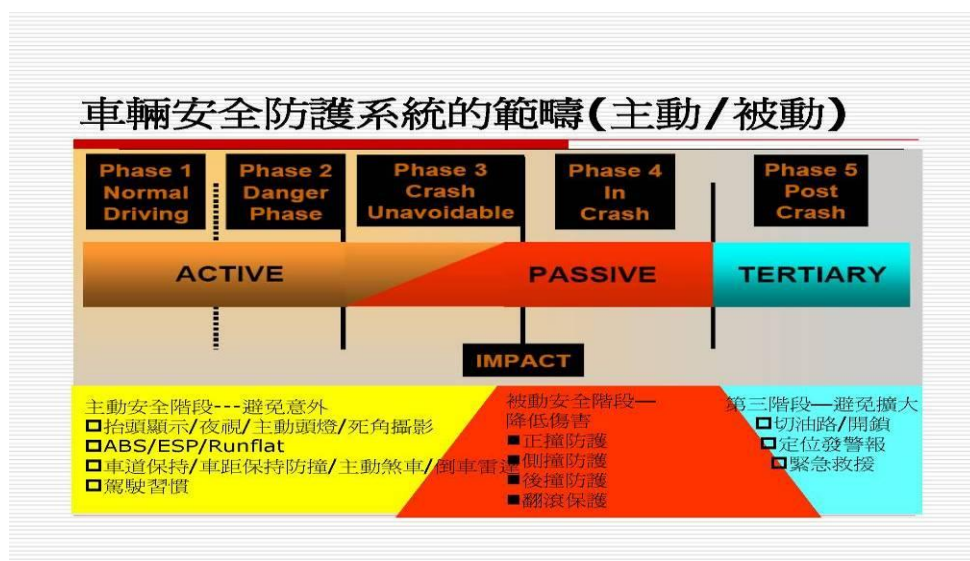 車輛安全防護系統的範疇(主動/被動)
Phase 1
Normal
Driving
Phase 2
Danger
Phase
Phase 3
Crash
Unavoidable
Phase 4
In
Crash
Phase 5
Post
Crash
ACTIVE
PASSIVE
TERTIARY
IMPACT
主動安全階段---避免意外
抬頭顯示/夜視/主動頭燈/死角攝影
ABS/ESP/Runflat
車道保持/車距保持防撞/主動煞車/倒車雷達
駕駛習慣
被動安全階段—
降低傷害
正撞防護
側撞防護
後撞防護
翻滾保護
第三階段—避免擴大
切油路/開鎖
定位發警報
緊急救援